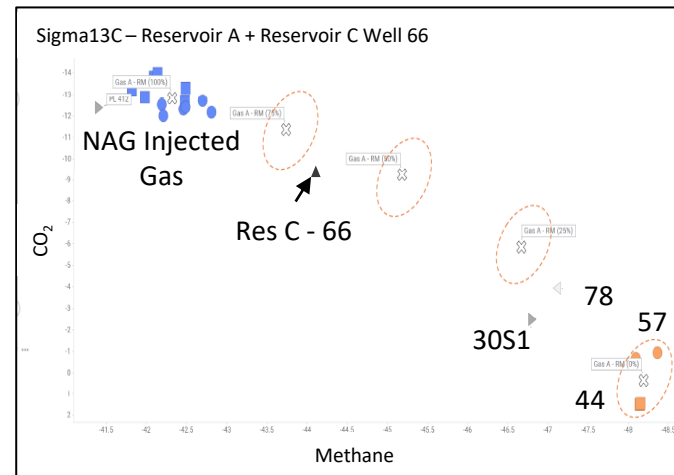 Sigma13C – Reservoir A + Reservoir C Well 66
-14
Gas A - RM (100%)
-13
PL 412
-12
Gas A - RM (75%)
NAG Injected
Gas
-11
-10
Gas A - RM (50%)
-9
Res C - 66
-8
CO2
-7
Gas A - RM (25%)
-6
-5
-4
78
-3
30S1
57
-2
-1
Gas A - RM (0%)
0
44
1
2
-41.5 -42 -42.5 -43 -43.5 -44 -44.5 -45 -45.5 -46 -46.5 -47 -47.5 -48 -48.5
Methane